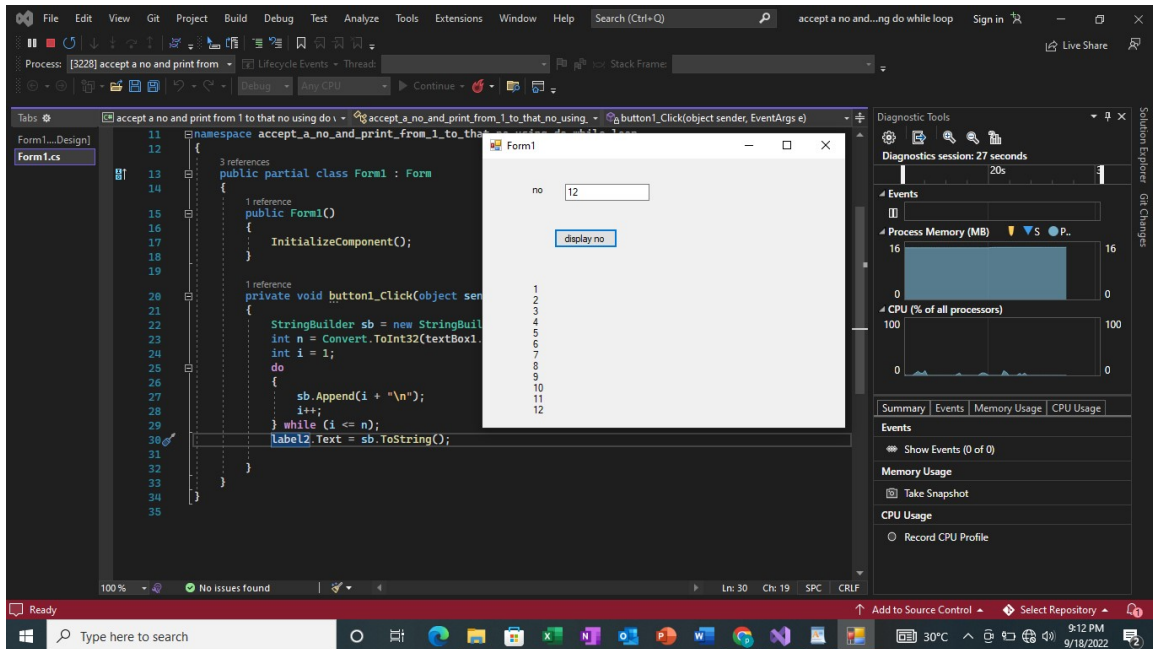 File Edit View Git Project Build Debug Test Analyze Tools Extensions Window Help Search (Ctrl+Q) accept a no and...ng do while loop Sign in
Live Share
Process: [3228] accept a no and print from Lifecycle Events Thread: Stack Frame:
Debug Any CPU Continue
Tabs accept a no and print from 1 to that no using do accept_a_no_and_print_from_1_to_that_no_using_ button1_Click(object sender, EventArgs e)
Form1....Design]
Form1.cs
11 namespace accept_a_no_and_print_from_1_to_that_no_using_do_while_loop
12 {
3 references
13 public partial class Form1 : Form
14 {
1 reference
15 public Form1()
16 {
17 InitializeComponent();
18 }
19
1 reference
20 private void button1_Click(object sen
21 {
22 StringBuilder sb = new StringBuil
23 int n = Convert.ToInt32(textBox1.
24 int i = 1;
25 do
26 {
27 sb.Append(i + "\n");
28 i++;
29 } while (i <= n);
30 label2.Text = sb.ToString();
31
32 }
33 }
34 }
35
Form1
no 12
display no
1
2
3
4
5
6
7
8
9
10
11
12
Diagnostic Tools
Diagnostics session: 27 seconds
20s
Events
Process Memory (MB) S P..
16 16
0 0
CPU (% of all processors)
100 100
0 0
Summary Events Memory Usage CPU Usage
Events
Show Events (0 of 0)
Memory Usage
Take Snapshot
CPU Usage
Record CPU Profile
Solution Explorer
Git Changes
100 % No issues found Ln: 30 Ch: 19 SPC CRLF
Ready Add to Source Control Select Repository 1
Type here to search 30°C 9:12 PM
9/18/2022 2